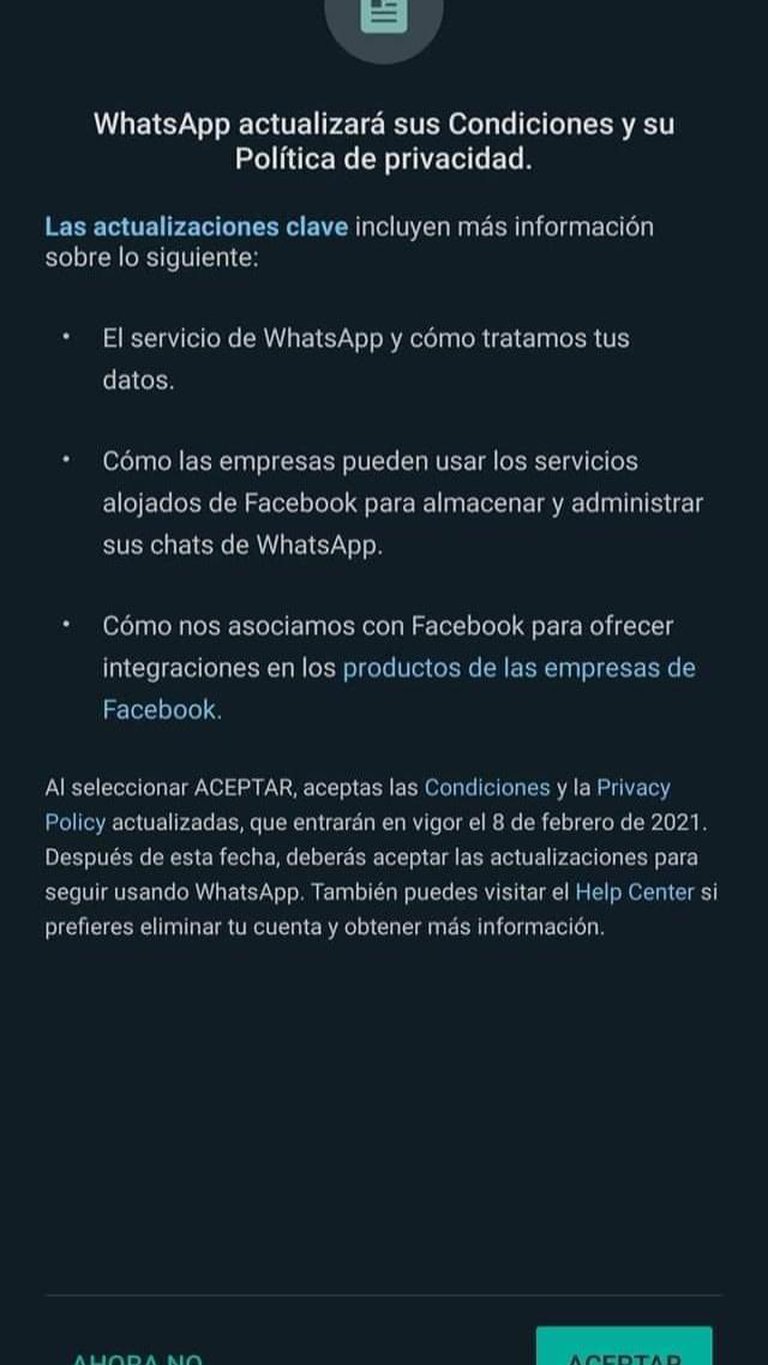 WhatsApp actualizará sus Condiciones y su
Política de privacidad.
Las actualizaciones clave incluyen más información
sobre lo siguiente:
• El servicio de WhatsApp y cómo tratamos tus
datos.
• Cómo las empresas pueden usar los servicios
alojados de Facebook para almacenar y administrar
sus chats de WhatsApp.
• Cómo nos asociamos con Facebook para ofrecer
integraciones en los productos de las empresas de
Facebook.
Al seleccionar ACEPTAR, aceptas las Condiciones y la Privacy
Policy actualizadas, que entrarán en vigor el 8 de febrero de 2021.
Después de esta fecha, deberás aceptar las actualizaciones para
seguir usando WhatsApp. También puedes visitar el Help Center si
prefieres eliminar tu cuenta y obtener más información.
AHORA NO
ACEPTAR